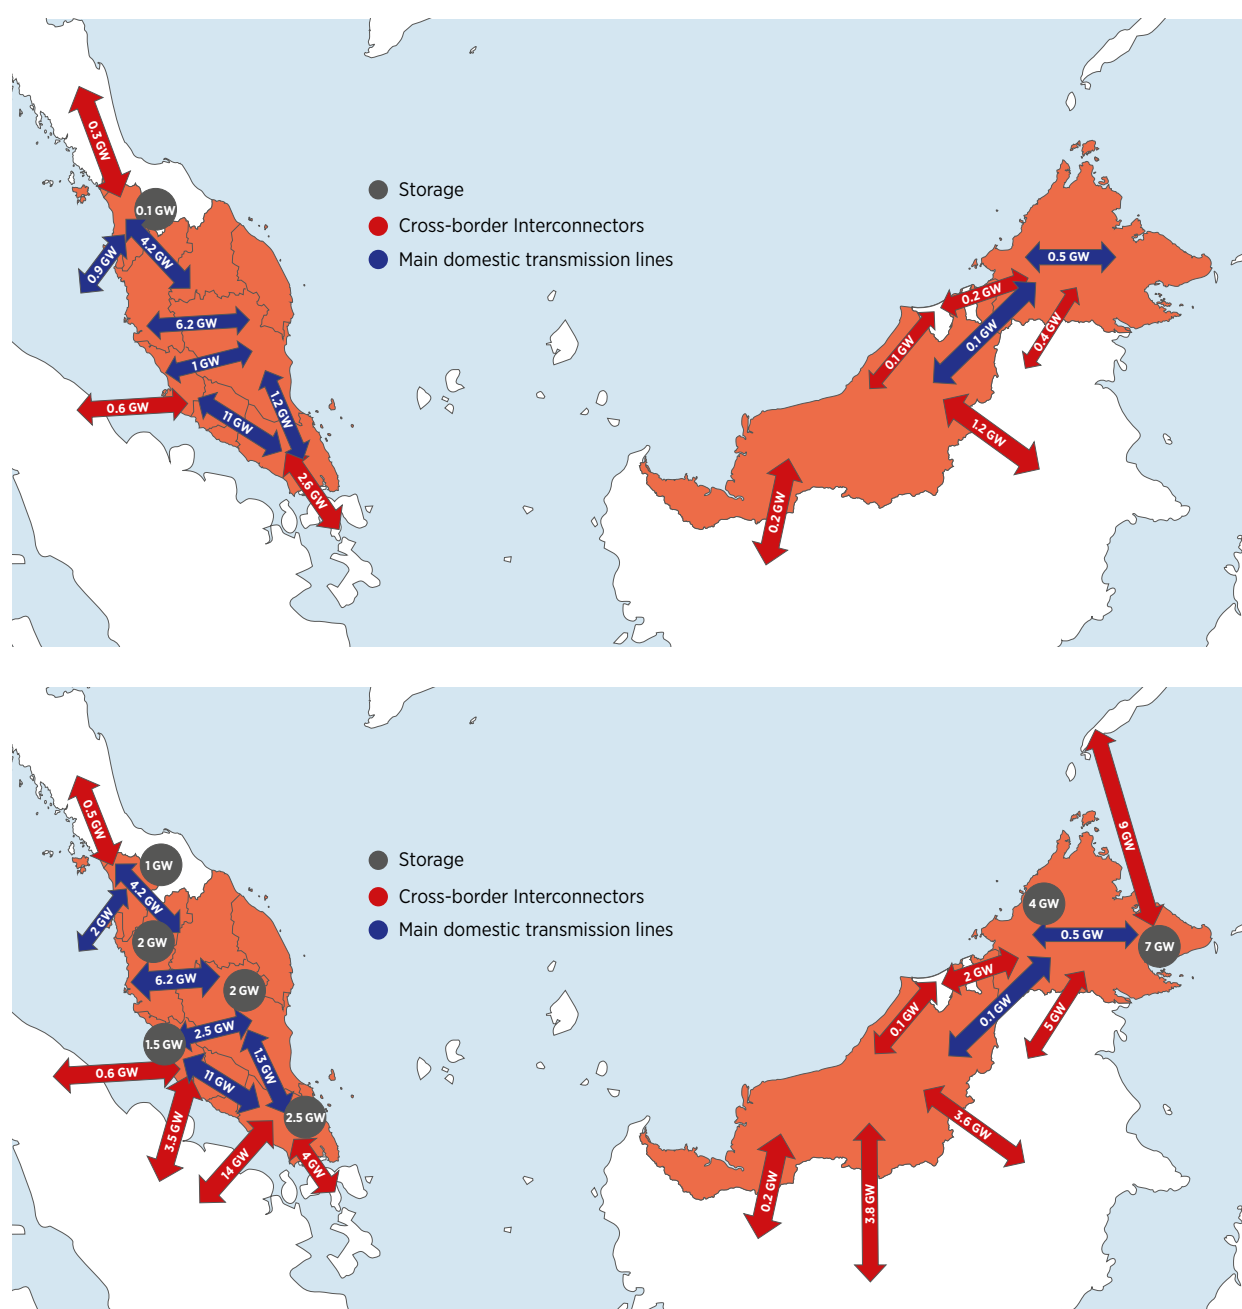 0.3 GW
0.1 GW
0.9 GW
4.2 GW
6.2 GW
1 GW
0.6 GW
11 GW
1.2 GW
2.6 GW
Storage
Cross-border Interconnectors
Main domestic transmission lines
0.5 GW
0.2 GW
0.1 GW
0.1 GW
0.4 GW
1.2 GW
0.2 GW
0.5 GW
1 GW
4.2 GW
2 GW
2 GW
6.2 GW
2 GW
2.5 GW
1.5 GW
0.6 GW
11 GW
1.3 GW
2.5 GW
3.5 GW
14 GW
4 GW
Storage
Cross-border Interconnectors
Main domestic transmission lines
9 GW
4 GW
0.5 GW
7 GW
2 GW
0.1 GW
0.1 GW
5 GW
3.6 GW
0.2 GW
3.8 GW